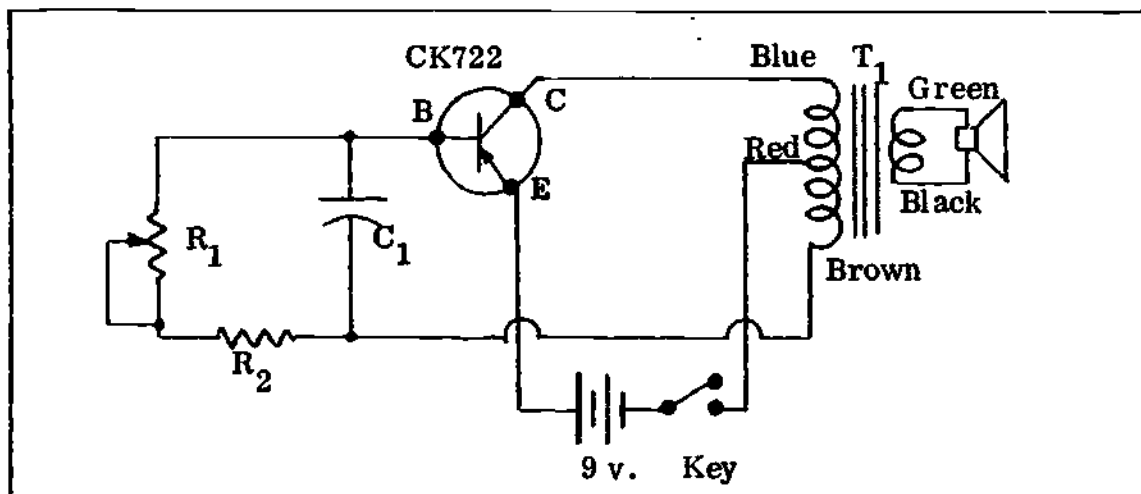 CK722
Blue
T1
Green
B
C
Red
E
Black
R1
C1
Brown
R2
9 v.
Key